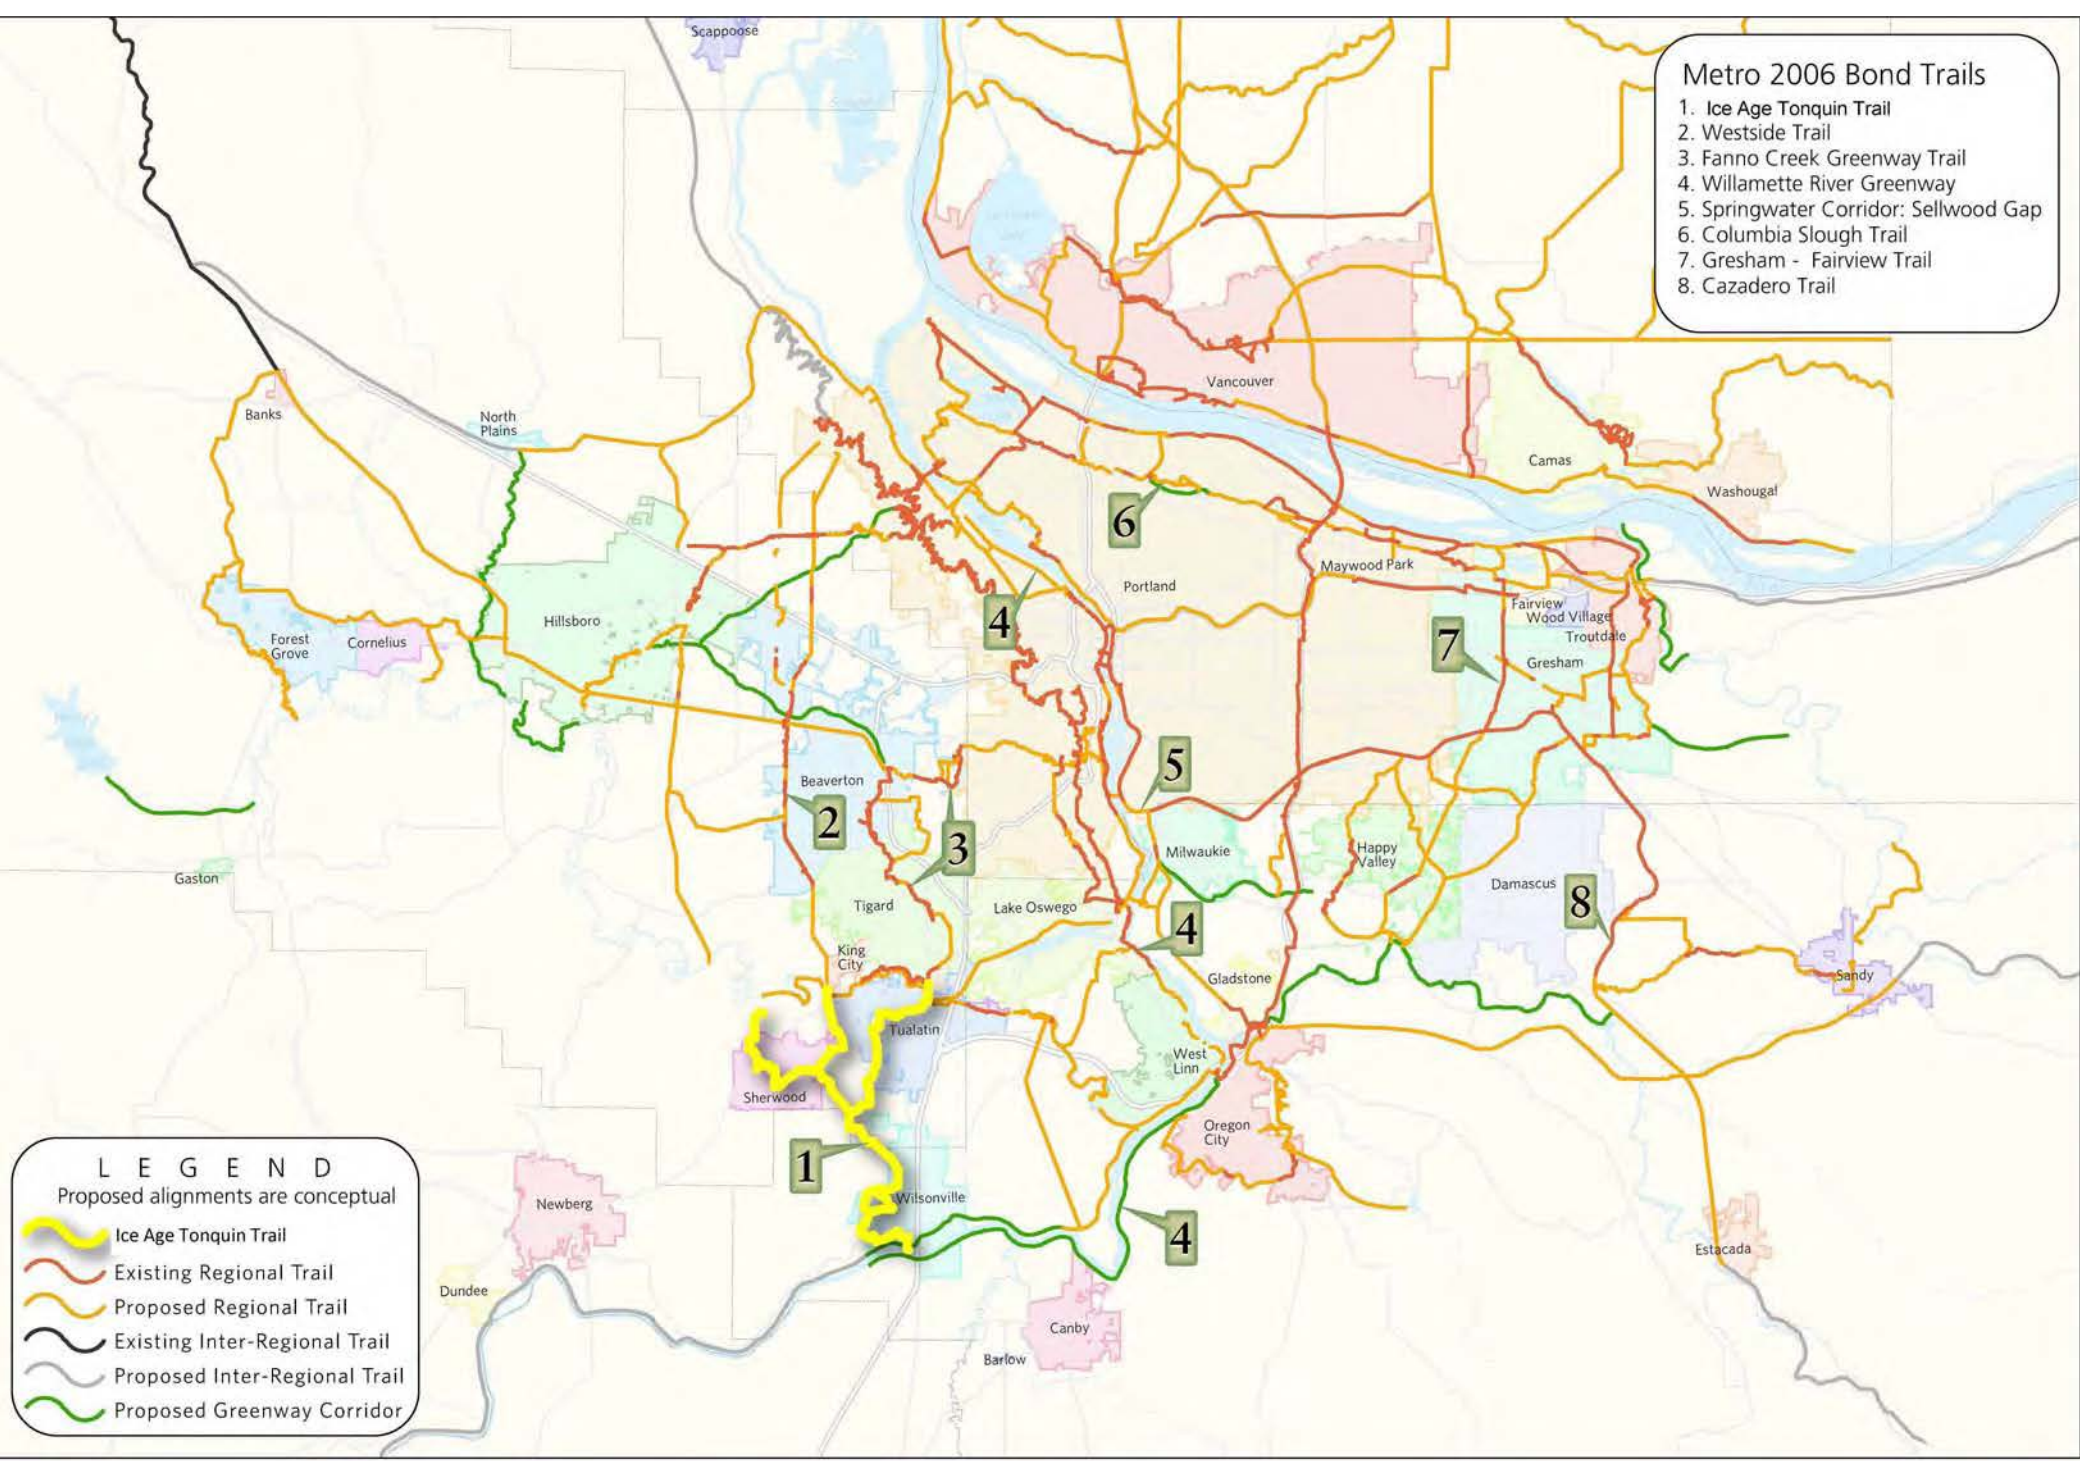 Scappoose
Metro 2006 Bond Trails
1. Ice Age Tonquin Trail
2. Westside Trail
3. Fanno Creek Greenway Trail
4. Willamette River Greenway
5. Springwater Corridor: Sellwood Gap
6. Columbia Slough Trail
7. Gresham - Fairview Trail
8. Cazadero Trail
Vancouver
Banks
North
Plains
Camas
Washougal
6
Maywood Park
Portland
Fairview
Wood Village
Troutdale
4
Hillsboro
Forest
Grove
Cornelius
7
Gresham
5
Beaverton
2
3
Milwaukie
Happy
Valley
Gaston
Damascus
8
Tigard
Lake Oswego
4
King
City
Gladstone
Sandy
Tualatin
West
Linn
Sherwood
Oregon
City
1
Wilsonville
Newberg
4
Estacada
Dundee
Canby
Barlow
LEGEND
Proposed alignments are conceptual
Ice Age Tonquin Trail
Existing Regional Trail
Proposed Regional Trail
Existing Inter-Regional Trail
Proposed Inter-Regional Trail
Proposed Greenway Corridor